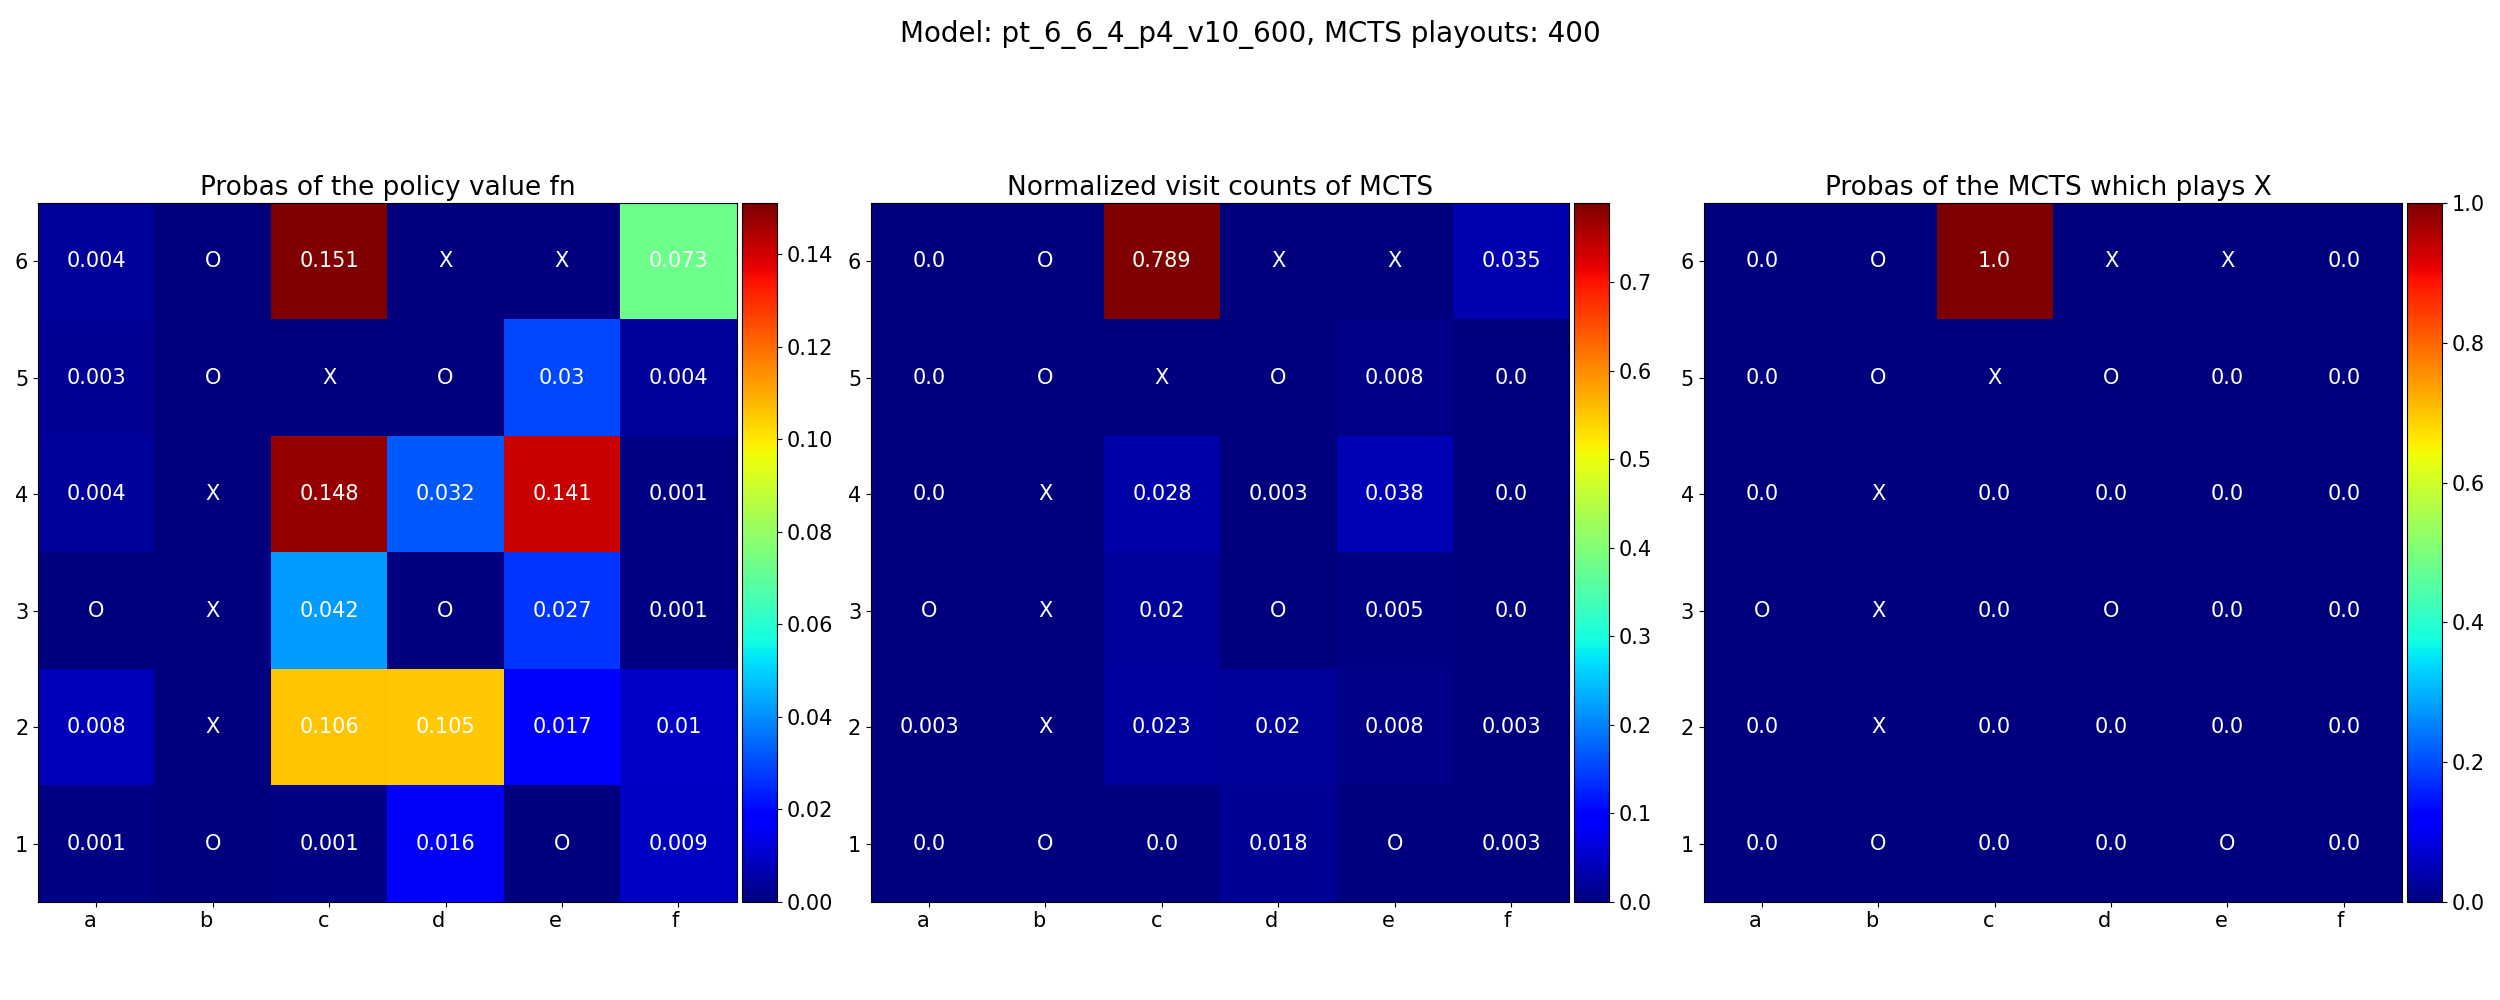 Model: pt_6_6_4_p4_v10_600, MCTS playouts: 400
Probas of the policy value fn
6 0.004 O 0.151 X X 0.073
5 0.003 O X O 0.03 0.004
4 0.004 X 0.148 0.032 0.141 0.001
3 O X 0.042 O 0.027 0.001
2 0.008 X 0.106 0.105 0.017 0.01
1 0.001 O 0.001 0.016 O 0.009
a b c d e f
0.14
0.12
0.10
0.08
0.06
0.04
0.02
0.00
Normalized visit counts of MCTS
6 0.0 O 0.789 X X 0.035
5 0.0 O X O 0.008 0.0
4 0.0 X 0.028 0.003 0.038 0.0
3 O X 0.02 O 0.005 0.0
2 0.003 X 0.023 0.02 0.008 0.003
1 0.0 O 0.0 0.018 O 0.003
a b c d e f
0.7
0.6
0.5
0.4
0.3
0.2
0.1
0.0
Probas of the MCTS which plays X
6 0.0 O 1.0 X X 0.0
5 0.0 O X O 0.0 0.0
4 0.0 X 0.0 0.0 0.0 0.0
3 O X 0.0 O 0.0 0.0
2 0.0 X 0.0 0.0 0.0 0.0
1 0.0 O 0.0 0.0 O 0.0
a b c d e f
1.0
0.8
0.6
0.4
0.2
0.0